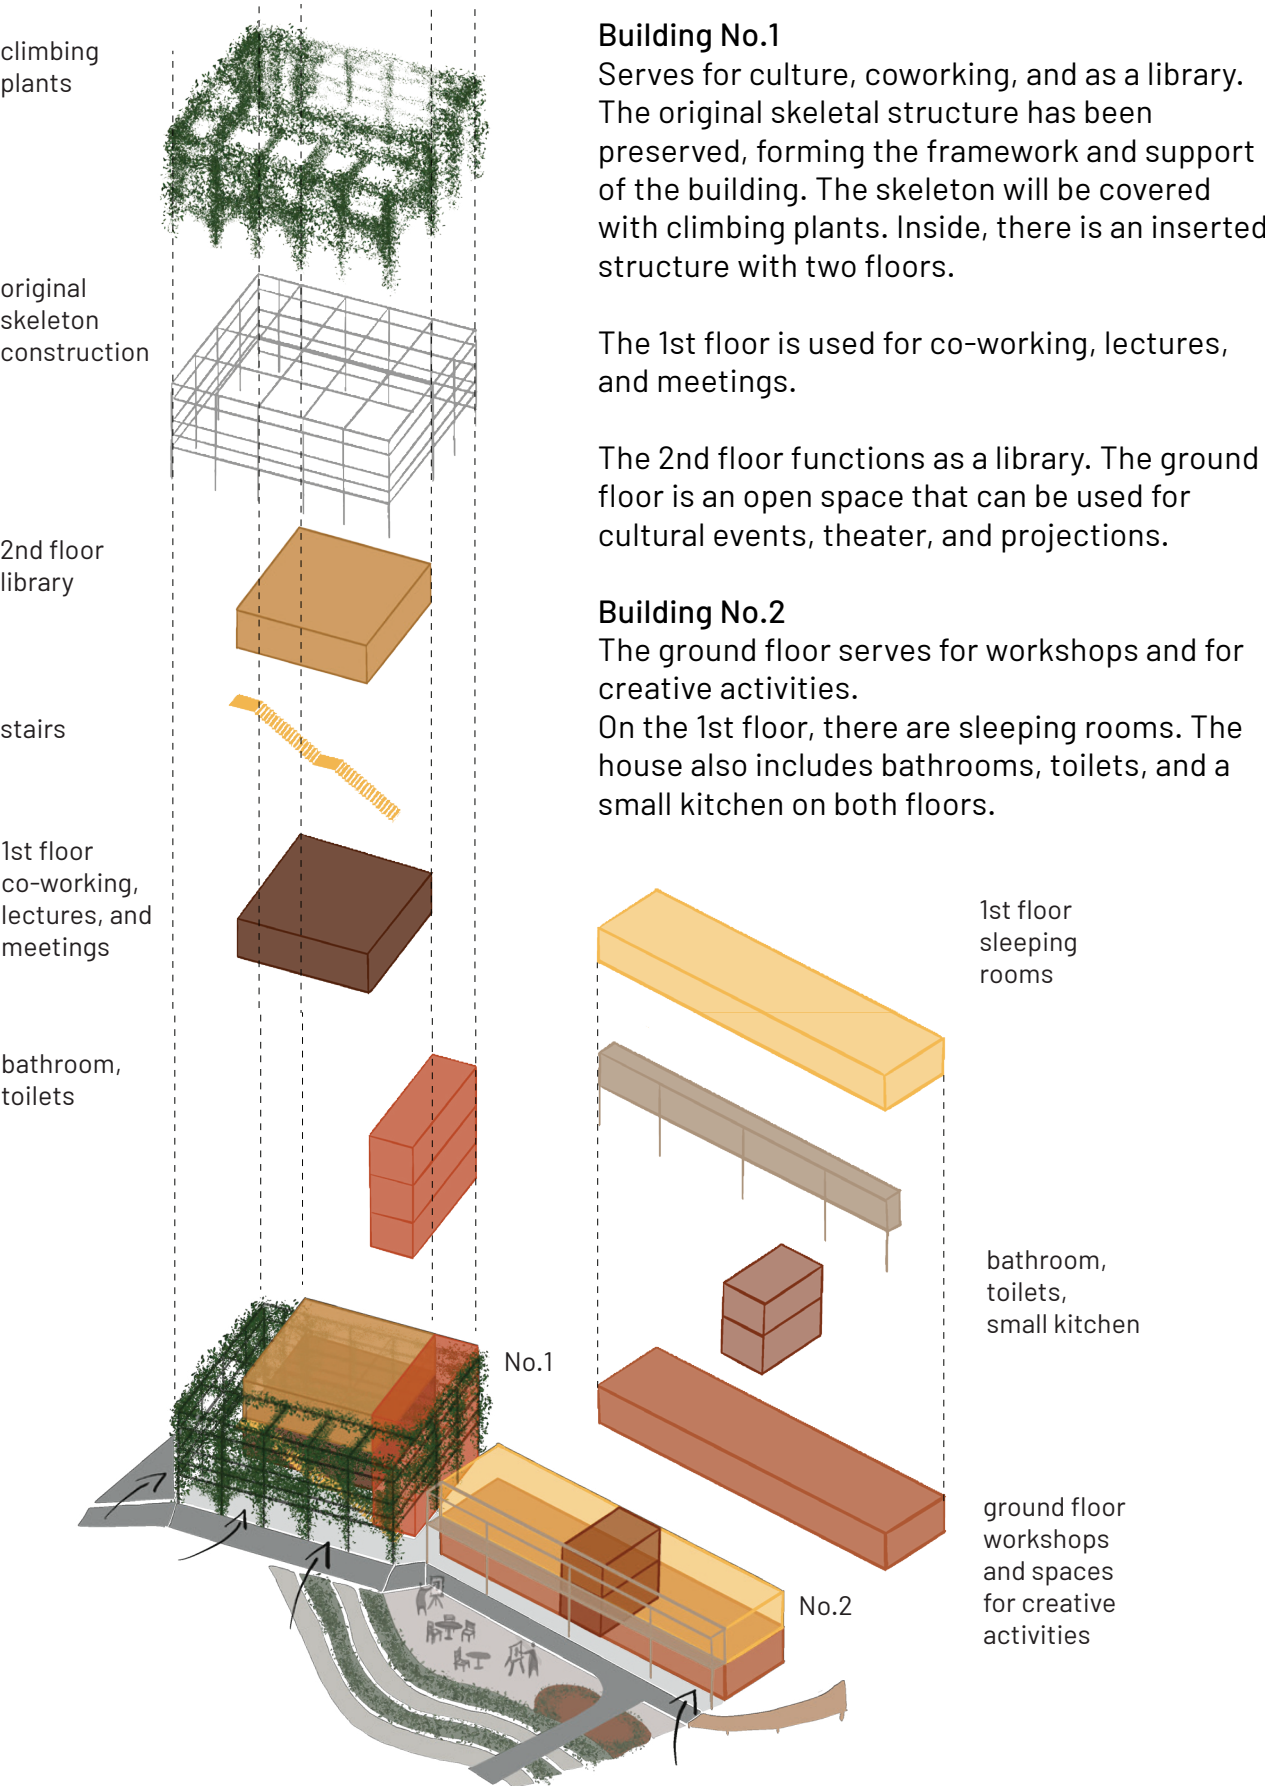 climbing
plants
original
skeleton
construction
2nd floor
library
stairs
1st floor
co-working,
lectures, and
meetings
bathroom,
toilets
Building No.1
Serves for culture, coworking, and as a library.
The original skeletal structure has been
preserved, forming the framework and support
of the building. The skeleton will be covered
with climbing plants. Inside, there is an inserted
structure with two floors.
The 1st floor is used for co-working, lectures,
and meetings.
The 2nd floor functions as a library. The ground
floor is an open space that can be used for
cultural events, theater, and projections.
Building No.2
The ground floor serves for workshops and for
creative activities.
On the 1st floor, there are sleeping rooms. The
house also includes bathrooms, toilets, and a
small kitchen on both floors.
1st floor
sleeping
rooms
bathroom,
toilets,
small kitchen
ground floor
workshops
and spaces
for creative
activities
No.1
No.2